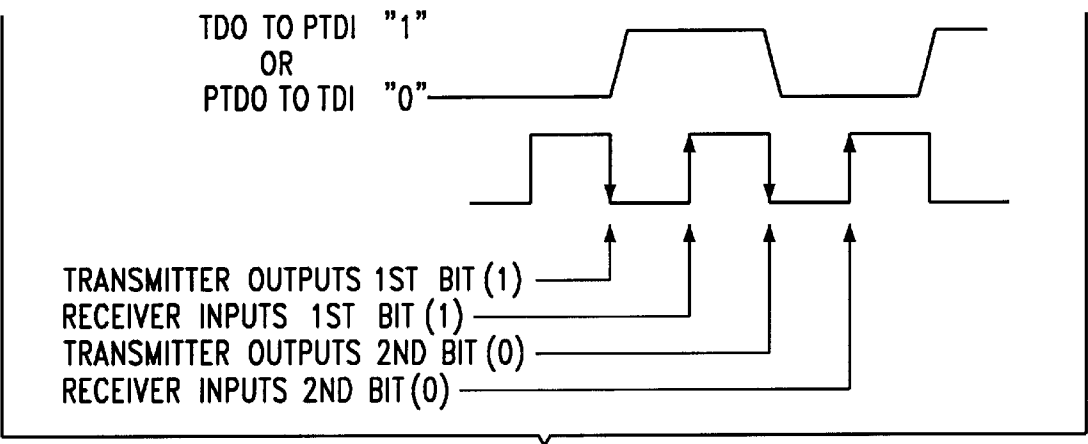 TDO TO PTDI "1"
OR
PTDO TO TDI "0"
TRANSMITTER OUTPUTS 1ST BIT (1)
RECEIVER INPUTS 1ST BIT (1)
TRANSMITTER OUTPUTS 2ND BIT (0)
RECEIVER INPUTS 2ND BIT (0)